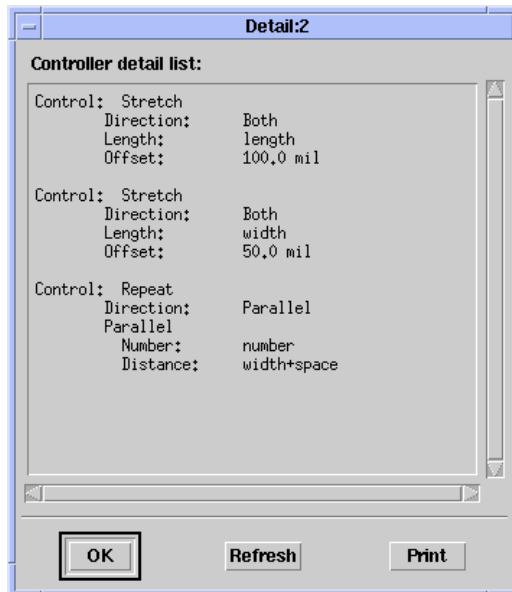 Detail:2
Controller detail list:
Control: Stretch
Direction: Both
Length: length
Offset: 100.0 mil
Control: Stretch
Direction: Both
Length: width
Offset: 50.0 mil
Control: Repeat
Direction: Parallel
Parallel
Number: number
Distance: width+space
OK Refresh Print